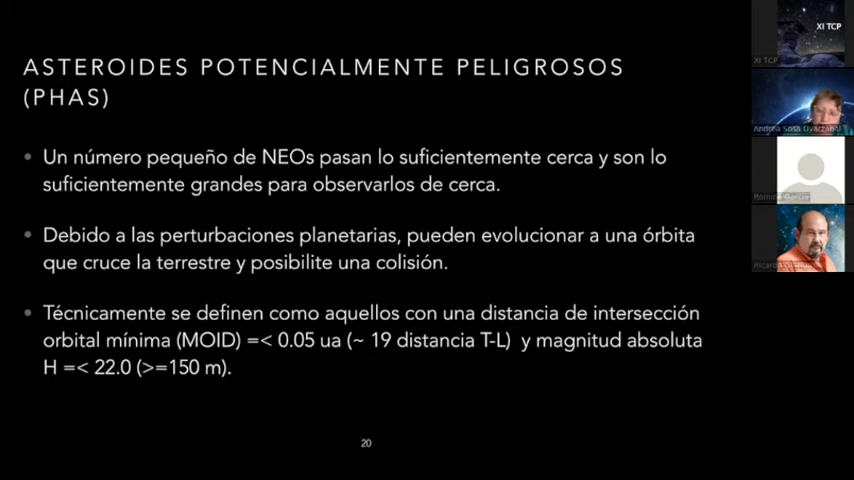 ASTEROIDES POTENCIALMENTE PELIGROSOS
(PHAS)
Un número pequeño de NEOs pasan lo suficientemente cerca y son lo
suficientemente grandes para observarlos de cerca.
Debido a las perturbaciones planetarias, pueden evolucionar a una órbita
que cruce la terrestre y posibilite una colisión.
Técnicamente se definen como aquellos con una distancia de intersección
orbital mínima (MOID) =< 0.05 ua (~ 19 distancia T-L) y magnitud absoluta
H =< 22.0 (>=150 m).
20
XI TCP
XI TCP
Andrea Sosa Oyarzabal